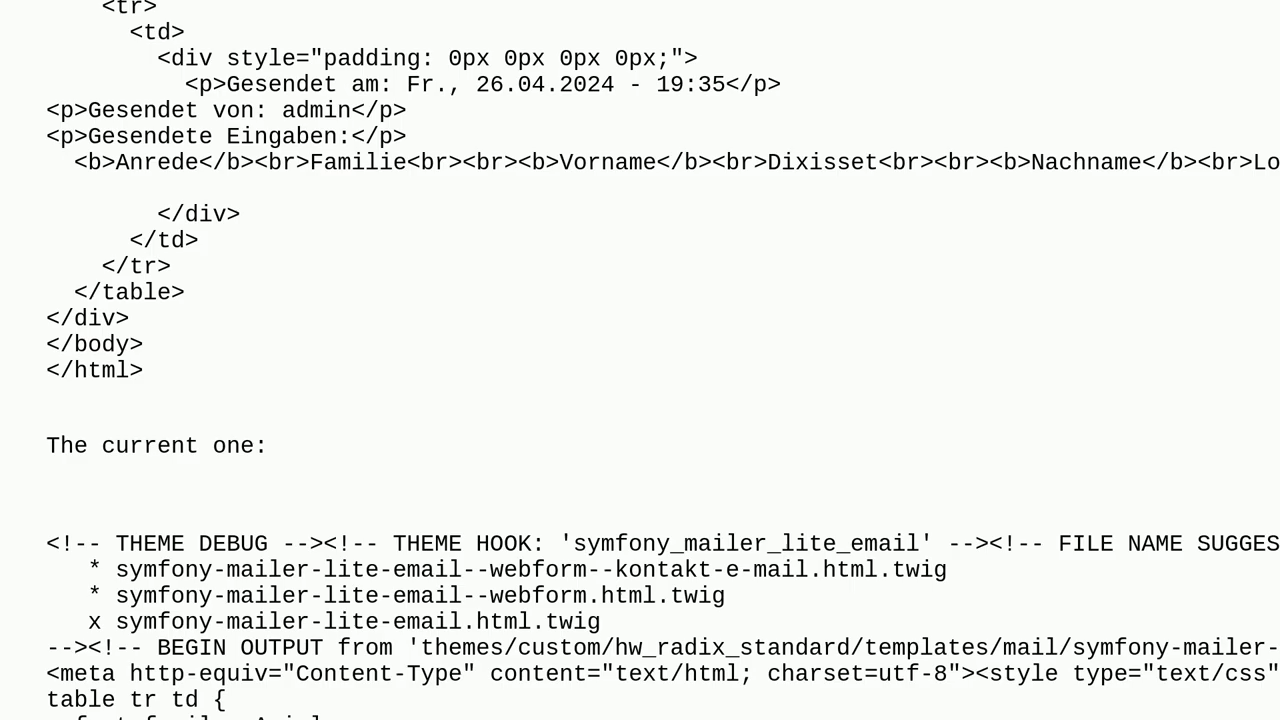 <tr>
<td>
<div style="padding: 0px 0px 0px 0px;">
<p>Gesendet am: Fr., 26.04.2024 - 19:35</p>
<p>Gesendet von: admin</p>
<p>Gesendete Eingaben:</p>
<b>Anrede</b><br>Familie<br><br><b>Vorname</b><br>Dixisset<br><br><b>Nachname</b><br>Lo
</div>
</td>
</tr>
</table>
</div>
</body>
</html>
The current one:
<!-- THEME DEBUG --><!-- THEME HOOK: 'symfony_mailer_lite_email' --><!-- FILE NAME SUGGES
* symfony-mailer-lite-email--webform--kontakt-e-mail.html.twig
* symfony-mailer-lite-email--webform.html.twig
x symfony-mailer-lite-email.html.twig
--><!-- BEGIN OUTPUT from 'themes/custom/hw_radix_standard/templates/mail/symfony-mailer-
<meta http-equiv="Content-Type" content="text/html; charset=utf-8"><style type="text/css"
table tr td {